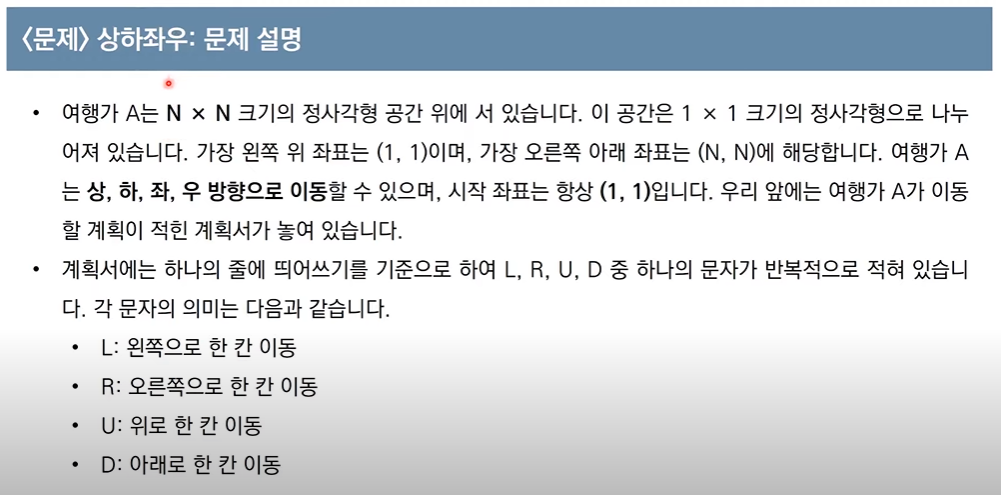 <문제> 상하좌우: 문제 설명
• 여행가 A는 N × N 크기의 정사각형 공간 위에 서 있습니다. 이 공간은 1 × 1 크기의 정사각형으로 나누
어져 있습니다. 가장 왼쪽 위 좌표는 (1, 1)이며, 가장 오른쪽 아래 좌표는 (N, N)에 해당합니다. 여행가 A
는 상, 하, 좌, 우 방향으로 이동할 수 있으며, 시작 좌표는 항상 (1, 1)입니다. 우리 앞에는 여행가 A가 이동
할 계획이 적힌 계획서가 놓여 있습니다.
• 계획서에는 하나의 줄에 띄어쓰기를 기준으로 하여 L, R, U, D 중 하나의 문자가 반복적으로 적혀 있습니
다. 각 문자의 의미는 다음과 같습니다.
• L: 왼쪽으로 한 칸 이동
• R: 오른쪽으로 한 칸 이동
• U: 위로 한 칸 이동
• D: 아래로 한 칸 이동